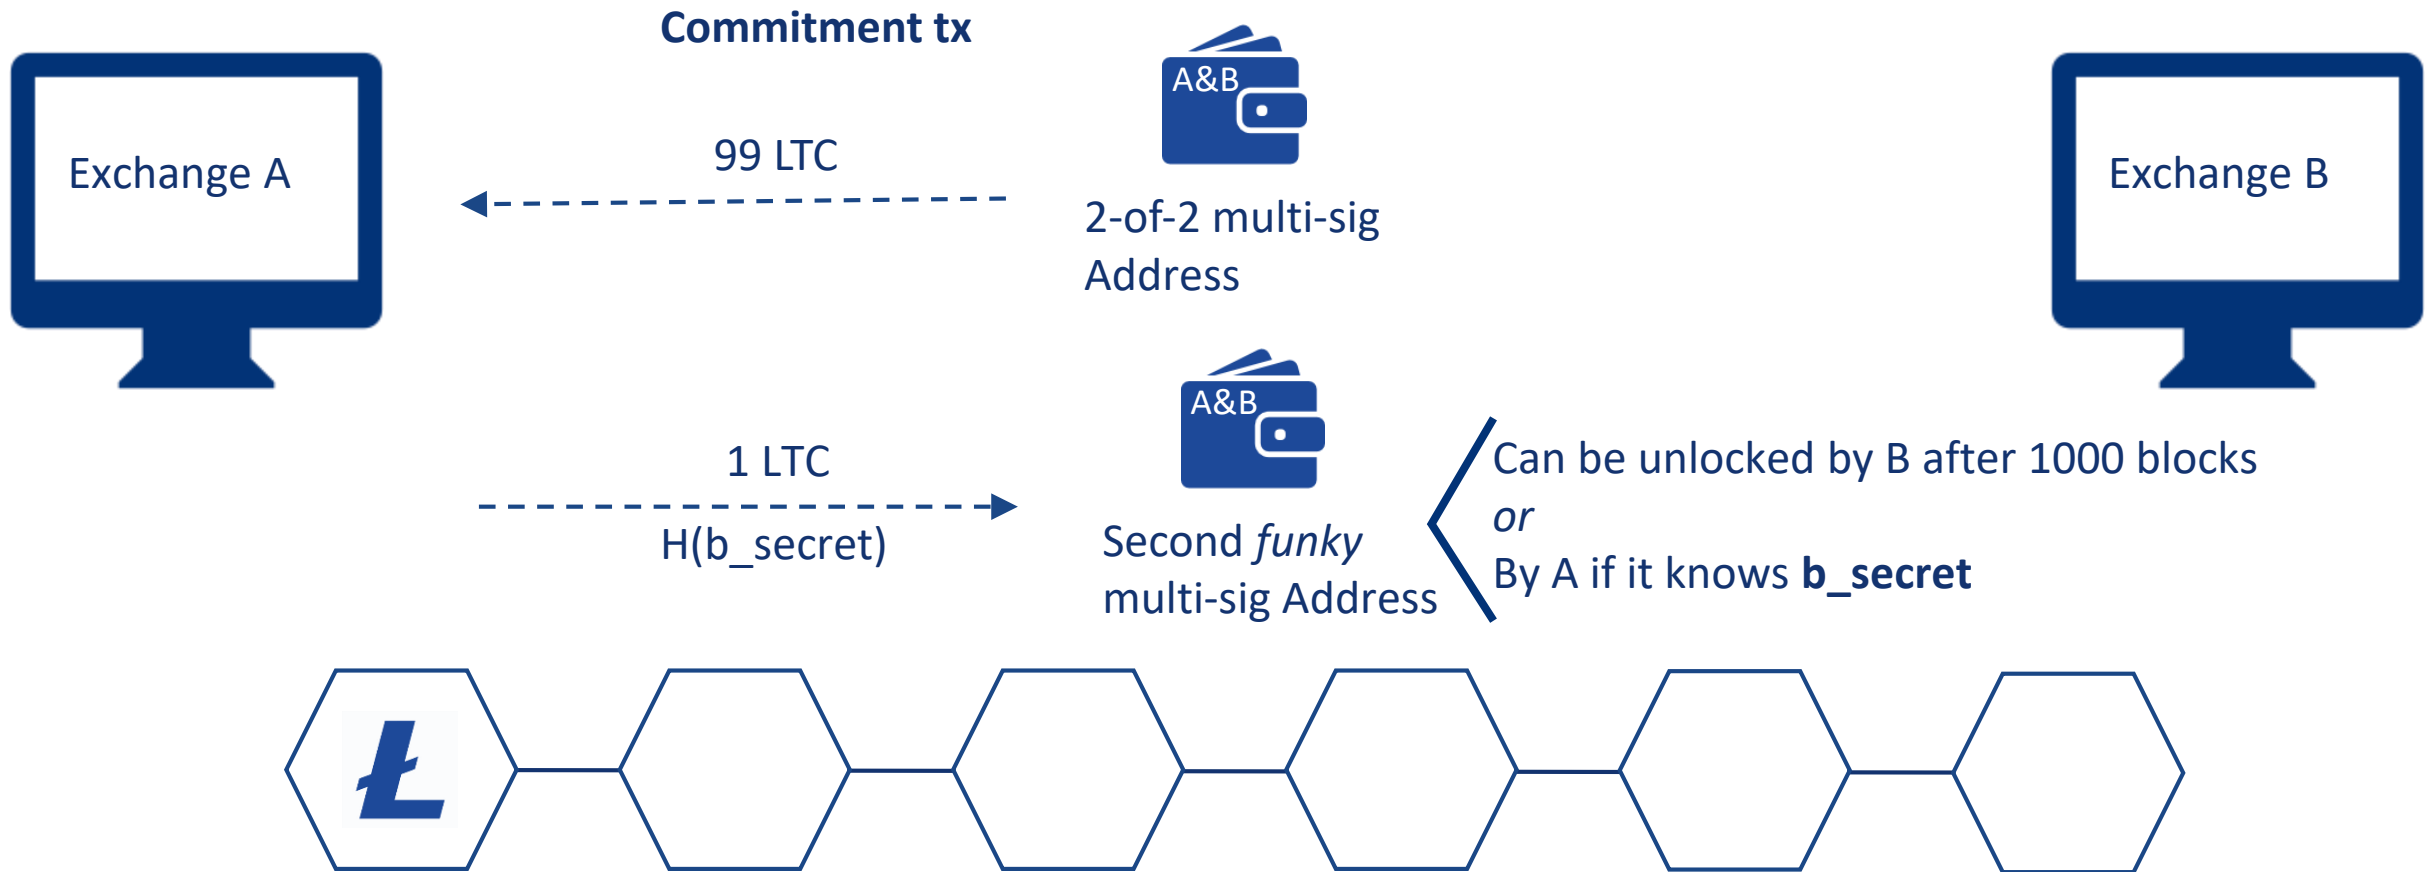 Commitment tx
A&B
Exchange A
99 LTC
2-of-2 multi-sig
Address
Exchange B
A&B
1 LTC
H(b_secret)
Second funky
multi-sig Address
Can be unlocked by B after 1000 blocks
or
By A if it knows b_secret
Ł